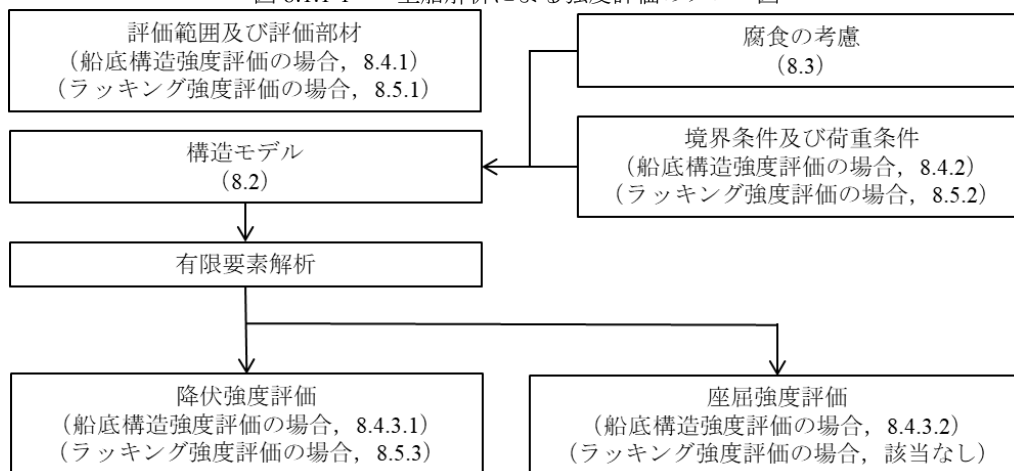 評価範囲及び評価部材
（船底構造強度評価の場合，8.4.1）
（ラッキング強度評価の場合，8.5.1）
腐食の考慮
（8.3）
構造モデル
（8.2）
境界条件及び荷重条件
（船底構造強度評価の場合，8.4.2）
（ラッキング強度評価の場合，8.5.2）
有限要素解析
降伏強度評価
（船底構造強度評価の場合，8.4.3.1）
（ラッキング強度評価の場合，8.5.3）
座屈強度評価
（船底構造強度評価の場合，8.4.3.2）
（ラッキング強度評価の場合，該当なし）